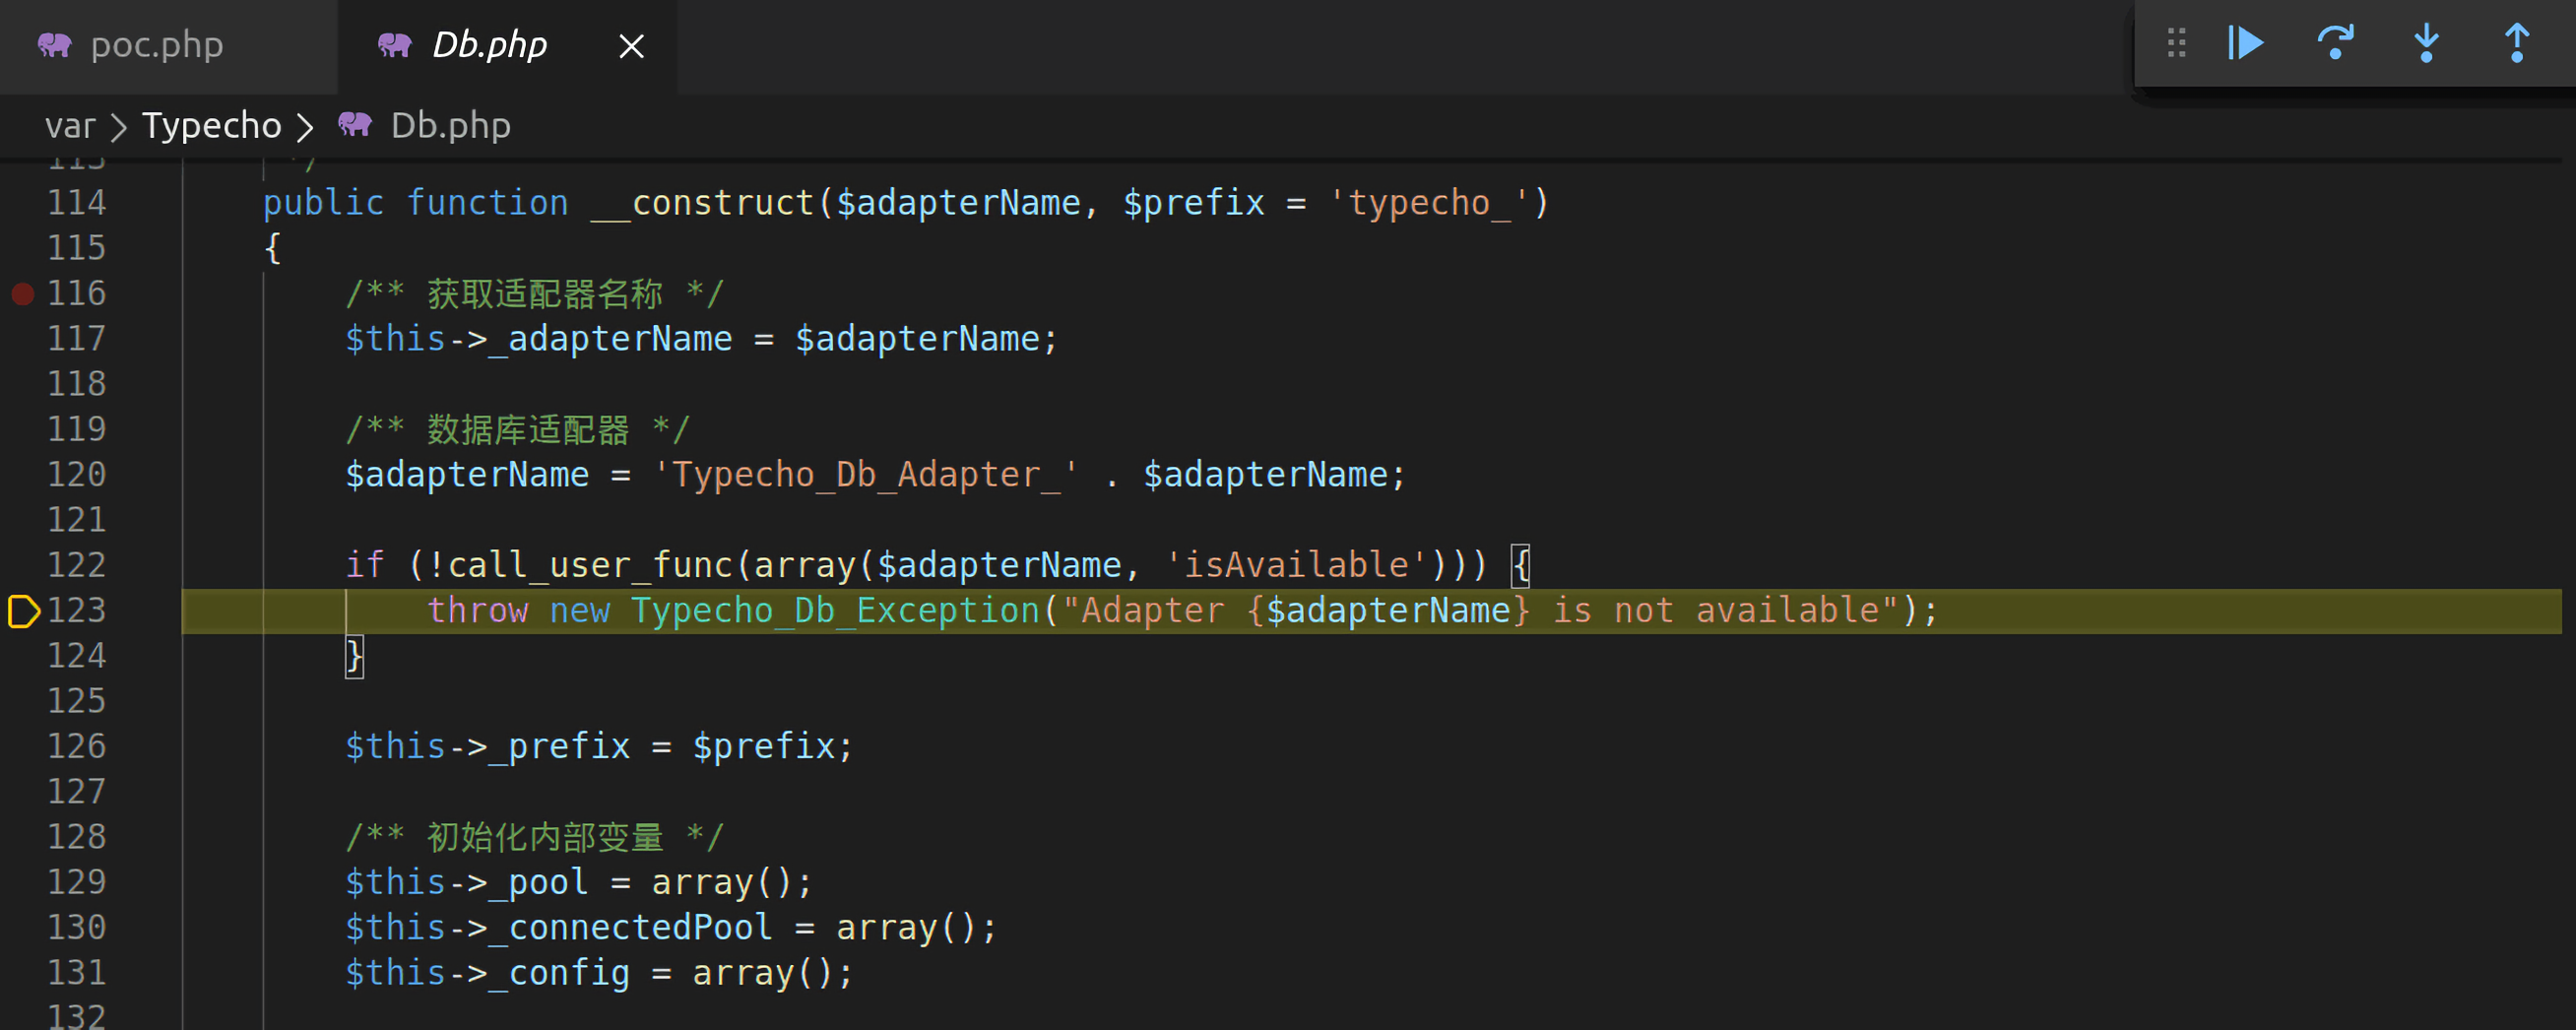 poc.php Db.php
var > Typecho > Db.php
113 */
114 public function __construct($adapterName, $prefix = 'typecho_')
115 {
116 /** 获取适配器名称 */
117 $this->_adapterName = $adapterName;
118
119 /** 数据库适配器 */
120 $adapterName = 'Typecho_Db_Adapter_' . $adapterName;
121
122 if (!call_user_func(array($adapterName, 'isAvailable'))) {
123 throw new Typecho_Db_Exception("Adapter {$adapterName} is not available");
124 }
125
126 $this->_prefix = $prefix;
127
128 /** 初始化内部变量 */
129 $this->_pool = array();
130 $this->_connectedPool = array();
131 $this->_config = array();
132